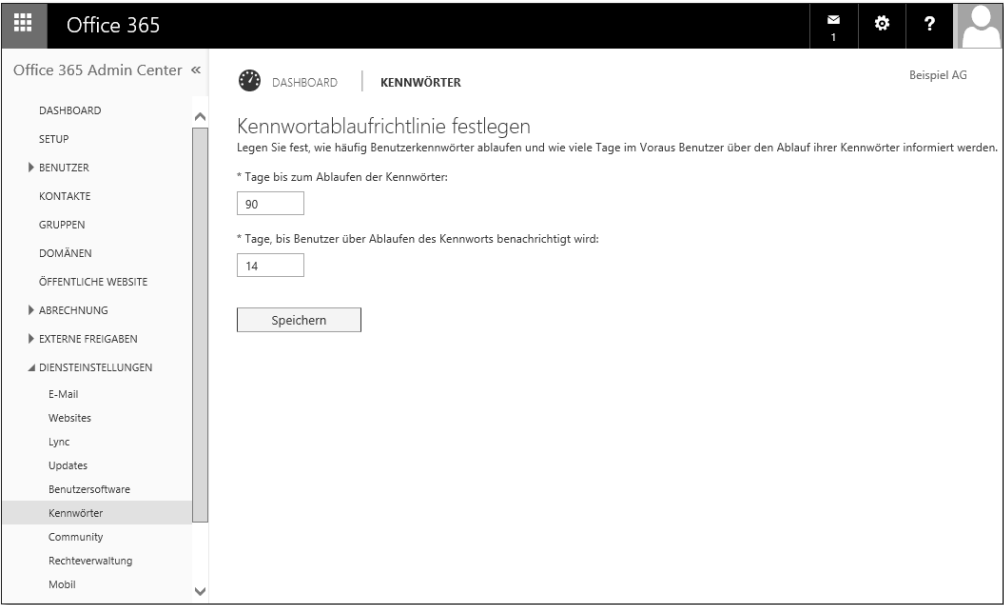 Office 365
1
?
Office 365 Admin Center «
Beispiel AG
DASHBOARD
SETUP
BENUTZER
KONTAKTE
GRUPPEN
DOMÄNEN
ÖFFENTLICHE WEBSITE
ABRECHNUNG
EXTERNE FREIGABEN
DIENSTEINSTELLUNGEN
E-Mail
Websites
Lync
Updates
Benutzersoftware
Kennwörter
Community
Rechteverwaltung
Mobil
DASHBOARD | KENNWÖRTER
Kennwortablaufrichtlinie festlegen
Legen Sie fest, wie häufig Benutzerkennwörter ablaufen und wie viele Tage im Voraus Benutzer über den Ablauf ihrer Kennwörter informiert werden.
* Tage bis zum Ablaufen der Kennwörter:
90
* Tage, bis Benutzer über Ablaufen des Kennworts benachrichtigt wird:
14
Speichern